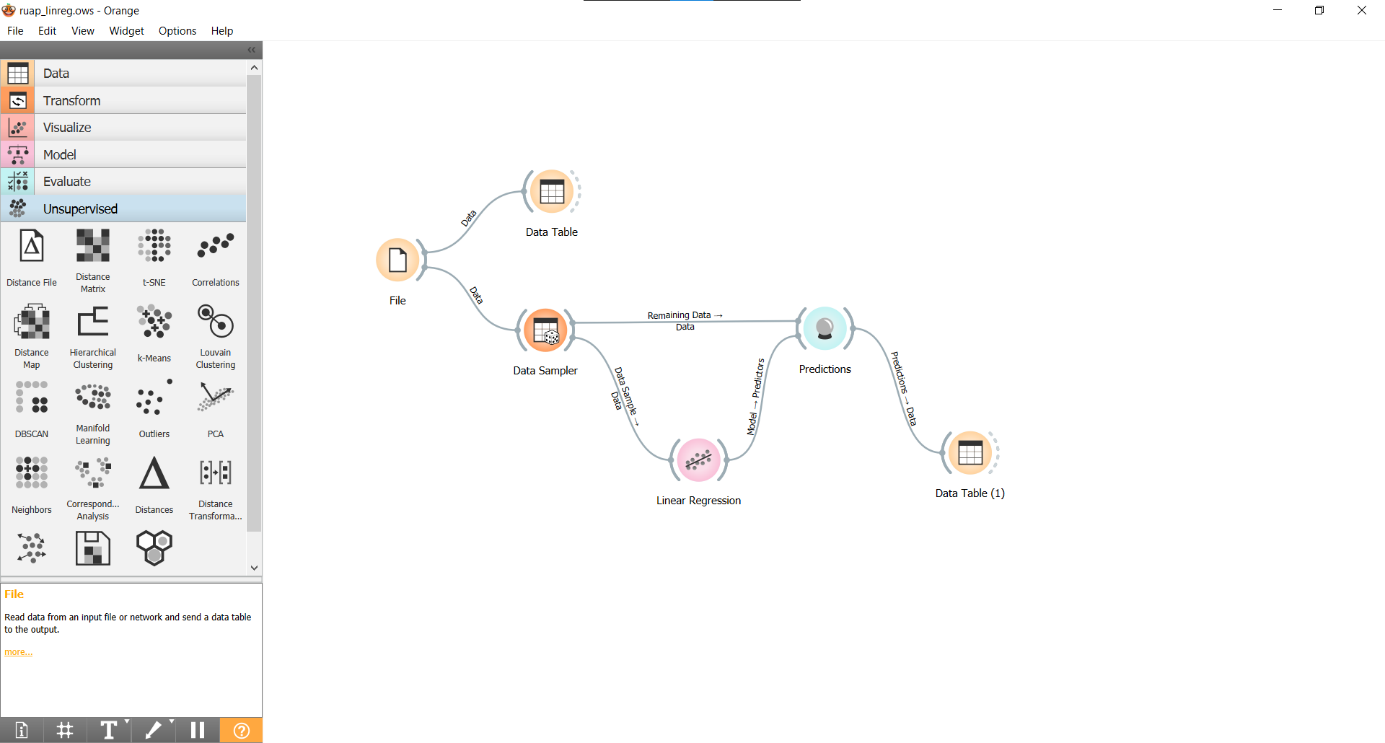 ruap_linreg.ows - Orange
File Edit View Widget Options Help
Data
Transform
Visualize
Model
Evaluate
Unsupervised
Distance File
Distance
Matrix
t-SNE
Correlations
Distance
Map
Hierarchical
Clustering
k-Means
Louvain
Clustering
DBSCAN
Manifold
Learning
Outliers
PCA
Neighbors
Correspond...
Analysis
Distances
Distance
Transforma...
File
Read data from an input file or network and send a data table
to the output.
more...
Data
Data Table
File
Data
Data Sampler
Remaining Data →
Data
Predictions
Data Sample →
Data
Model → Predictors
Linear Regression
Predictions → Data
Data Table (1)